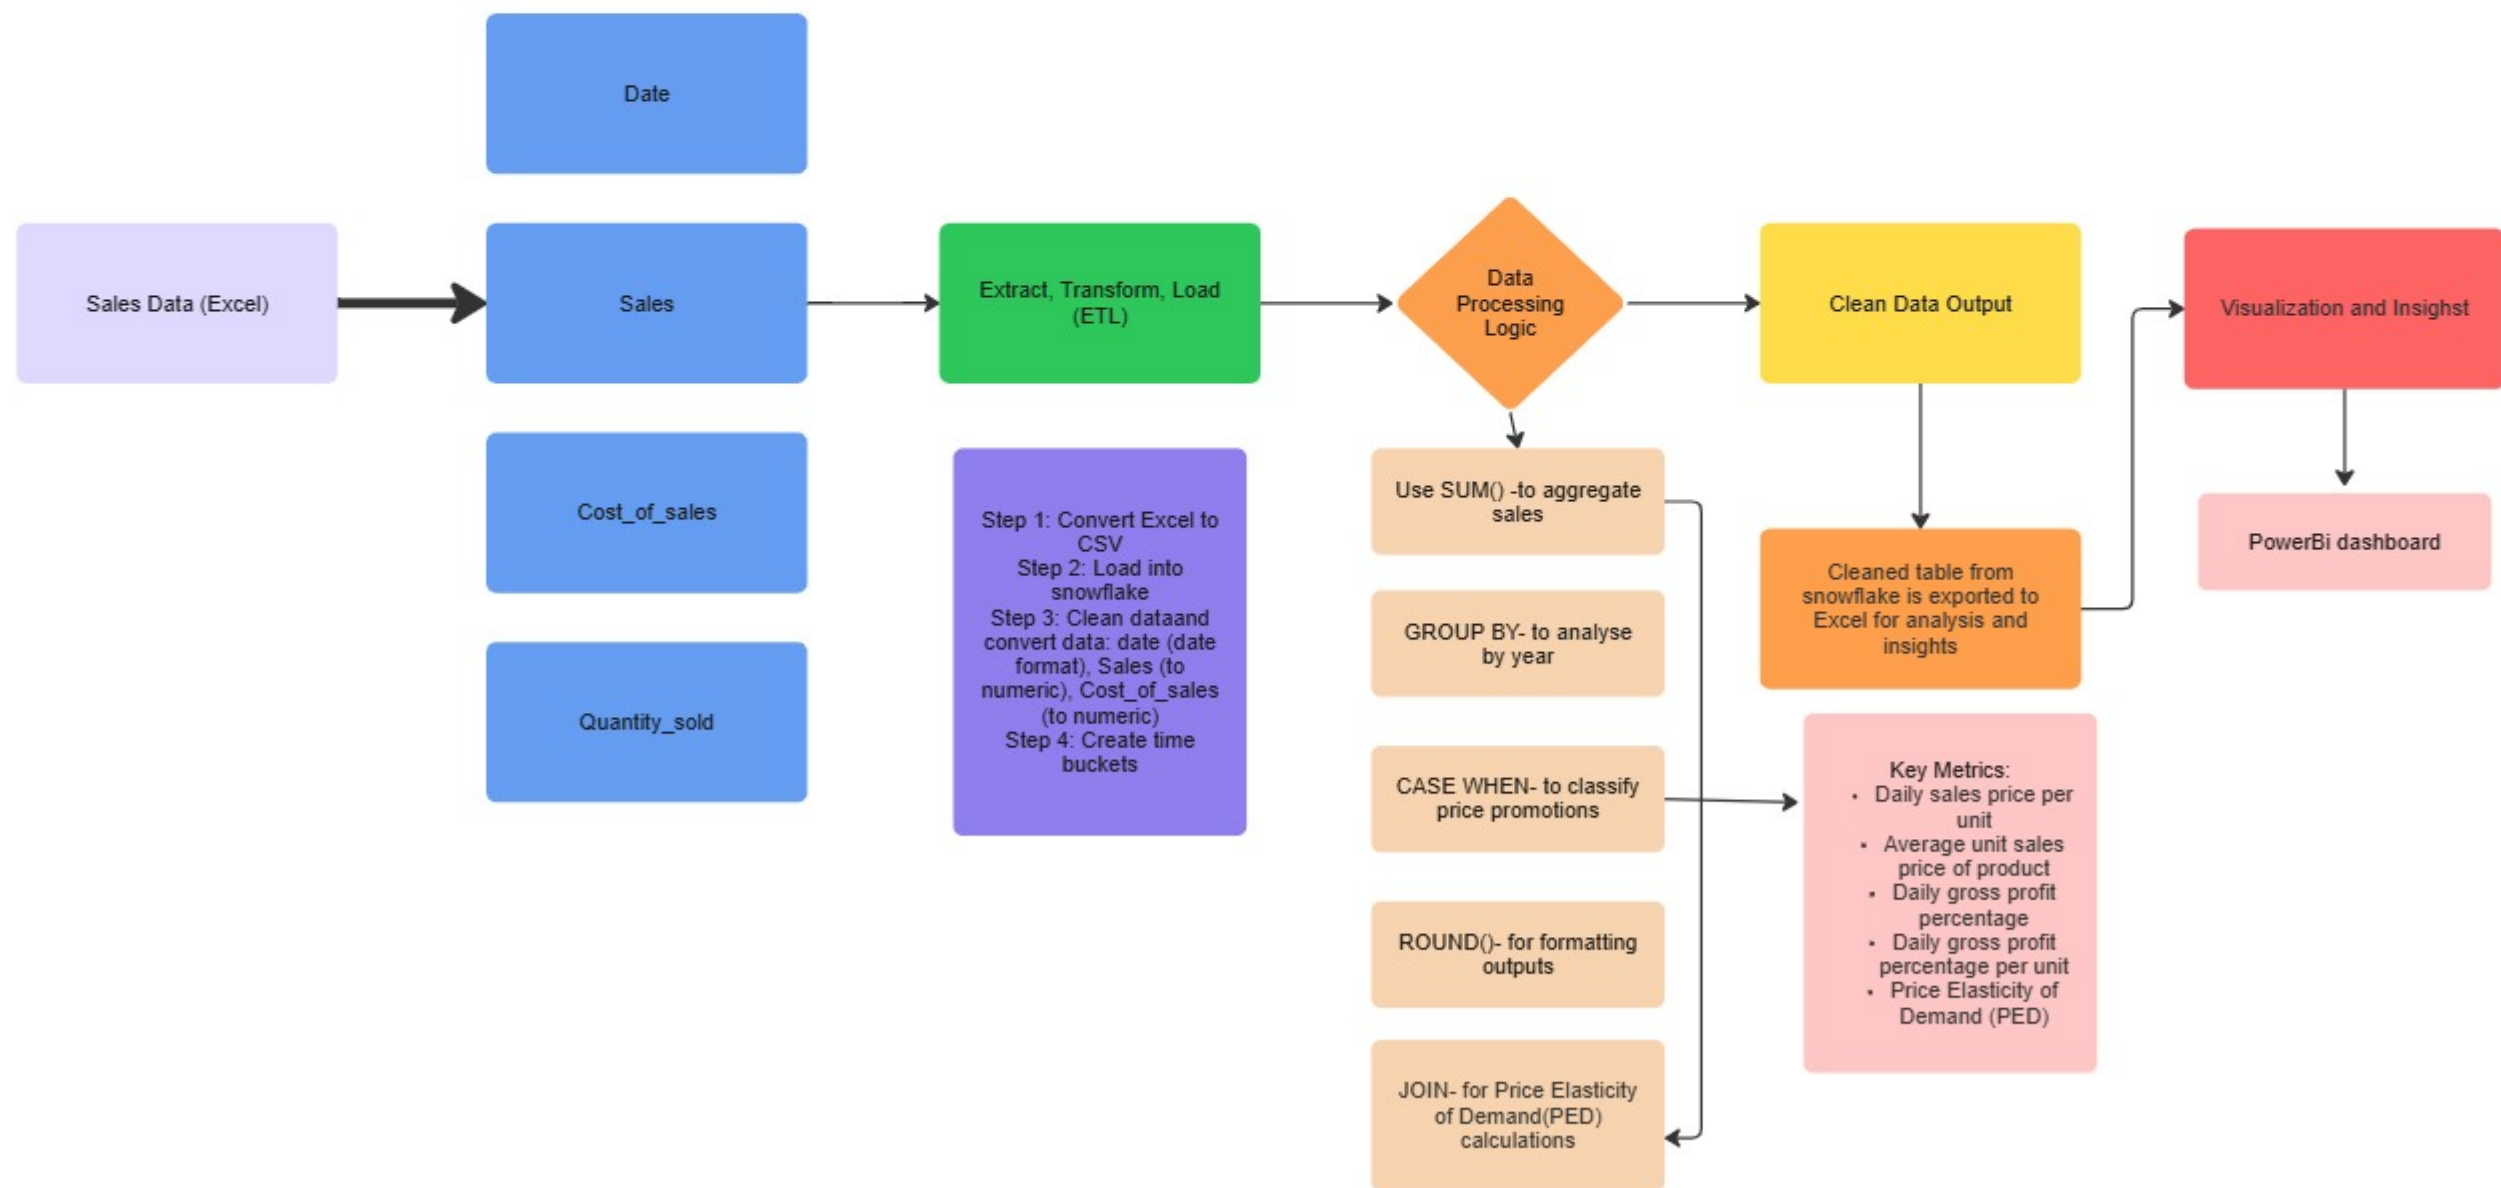 Date
Sales Data (Excel)
Sales
Cost_of_sales
Quantity_sold
Extract, Transform, Load
(ETL)
Step 1: Convert Excel to
CSV
Step 2: Load into
snowflake
Step 3: Clean dataand
convert data: date (date
format), Sales (to
numeric), Cost_of_sales
(to numeric)
Step 4: Create time
buckets
Data
Processing
Logic
Use SUM() -to aggregate
sales
GROUP BY- to analyse
by year
CASE WHEN- to classify
price promotions
ROUND()- for formatting
outputs
JOIN- for Price Elasticity
of Demand(PED)
calculations
Clean Data Output
Cleaned table from
snowflake is exported to
Excel for analysis and
insights
Key Metrics:
• Daily sales price per
unit
• Average unit sales
price of product
• Daily gross profit
percentage
• Daily gross profit
percentage per unit
• Price Elasticity of
Demand (PED)
Visualization and Insighst
PowerBi dashboard